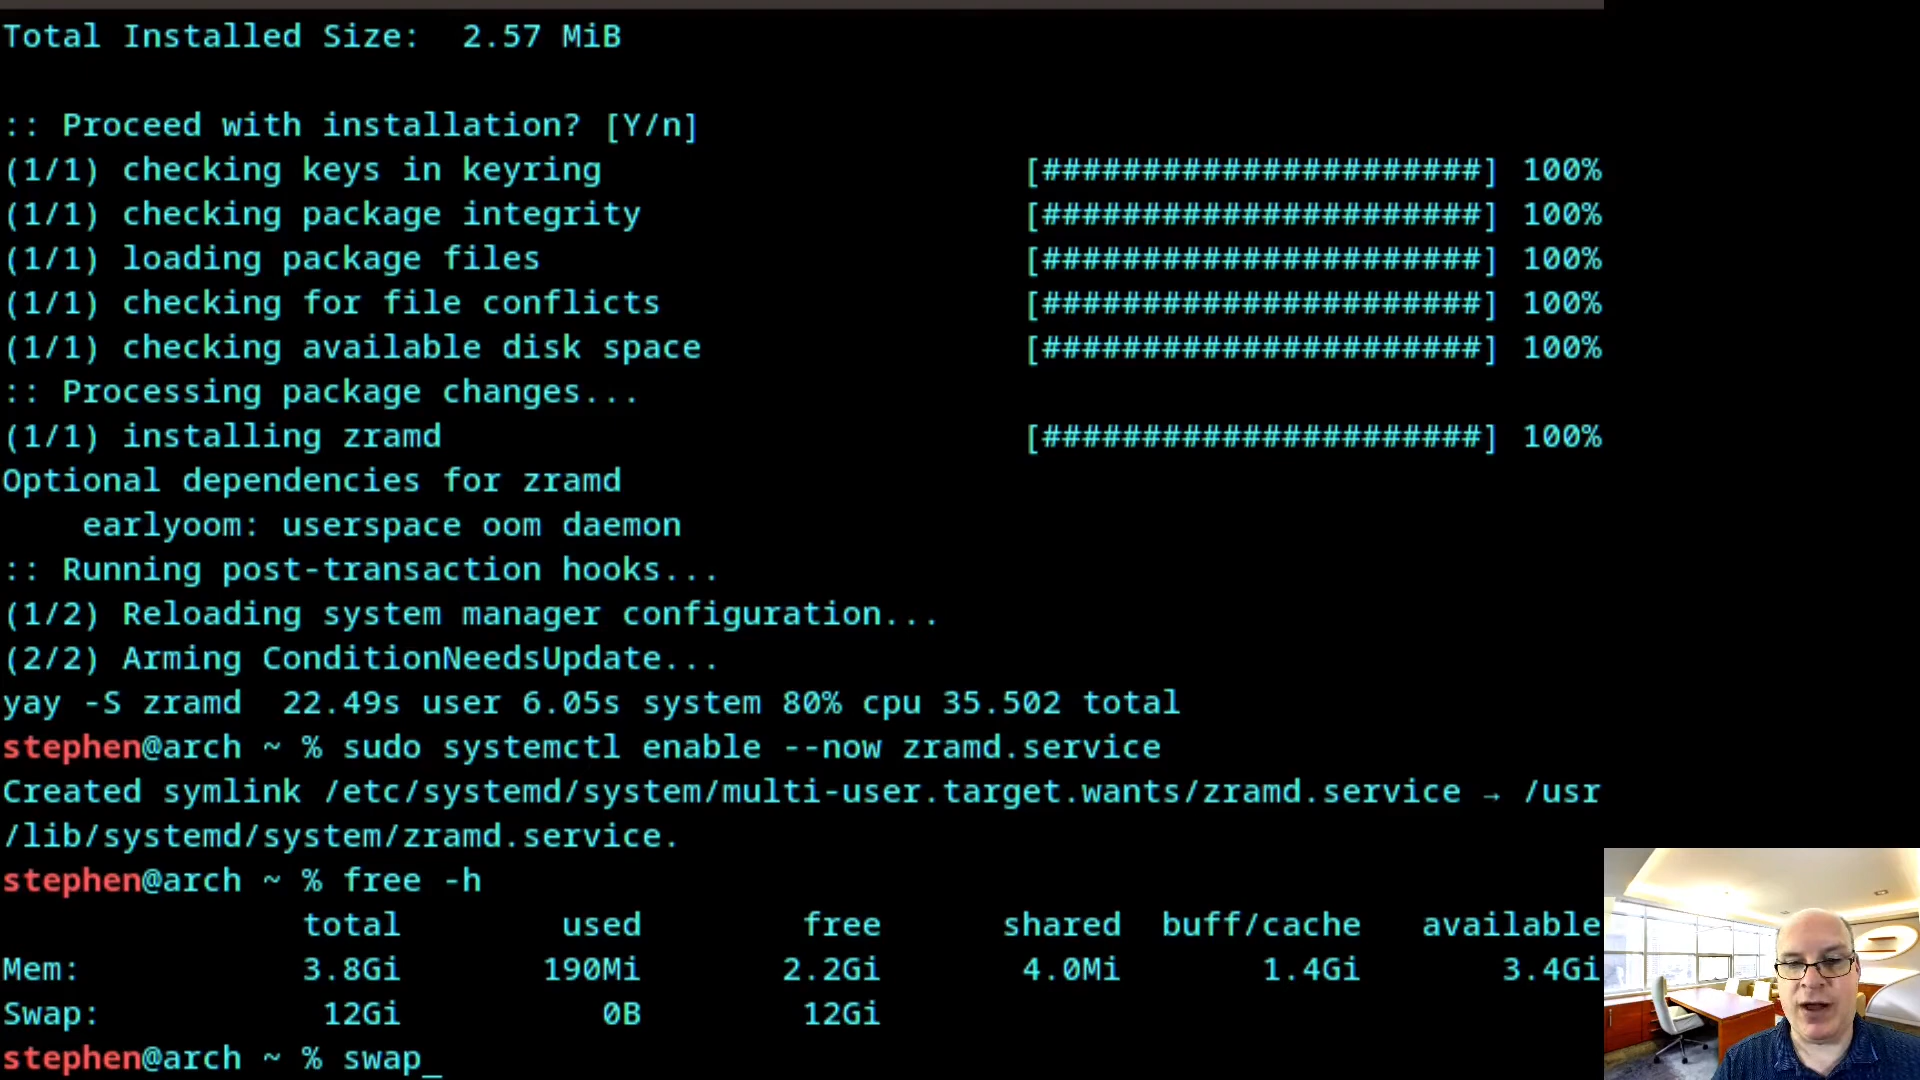 Total Installed Size:  2.57 MiB
:: Proceed with installation? [Y/n]
(1/1) checking keys in keyring [######################] 100%
(1/1) checking package integrity [######################] 100%
(1/1) loading package files [######################] 100%
(1/1) checking for file conflicts [######################] 100%
(1/1) checking available disk space [######################] 100%
:: Processing package changes...
(1/1) installing zramd [######################] 100%
Optional dependencies for zramd
    earlyoom: userspace oom daemon
:: Running post-transaction hooks...
(1/2) Reloading system manager configuration...
(2/2) Arming ConditionNeedsUpdate...
yay -S zramd  22.49s user 6.05s system 80% cpu 35.502 total
stephen@arch ~ % sudo systemctl enable --now zramd.service
Created symlink /etc/systemd/system/multi-user.target.wants/zramd.service → /usr
/lib/systemd/system/zramd.service.
stephen@arch ~ % free -h
total used free shared buff/cache available
Mem: 3.8Gi 190Mi 2.2Gi 4.0Mi 1.4Gi 3.4Gi
Swap: 12Gi 0B 12Gi
stephen@arch ~ % swap_